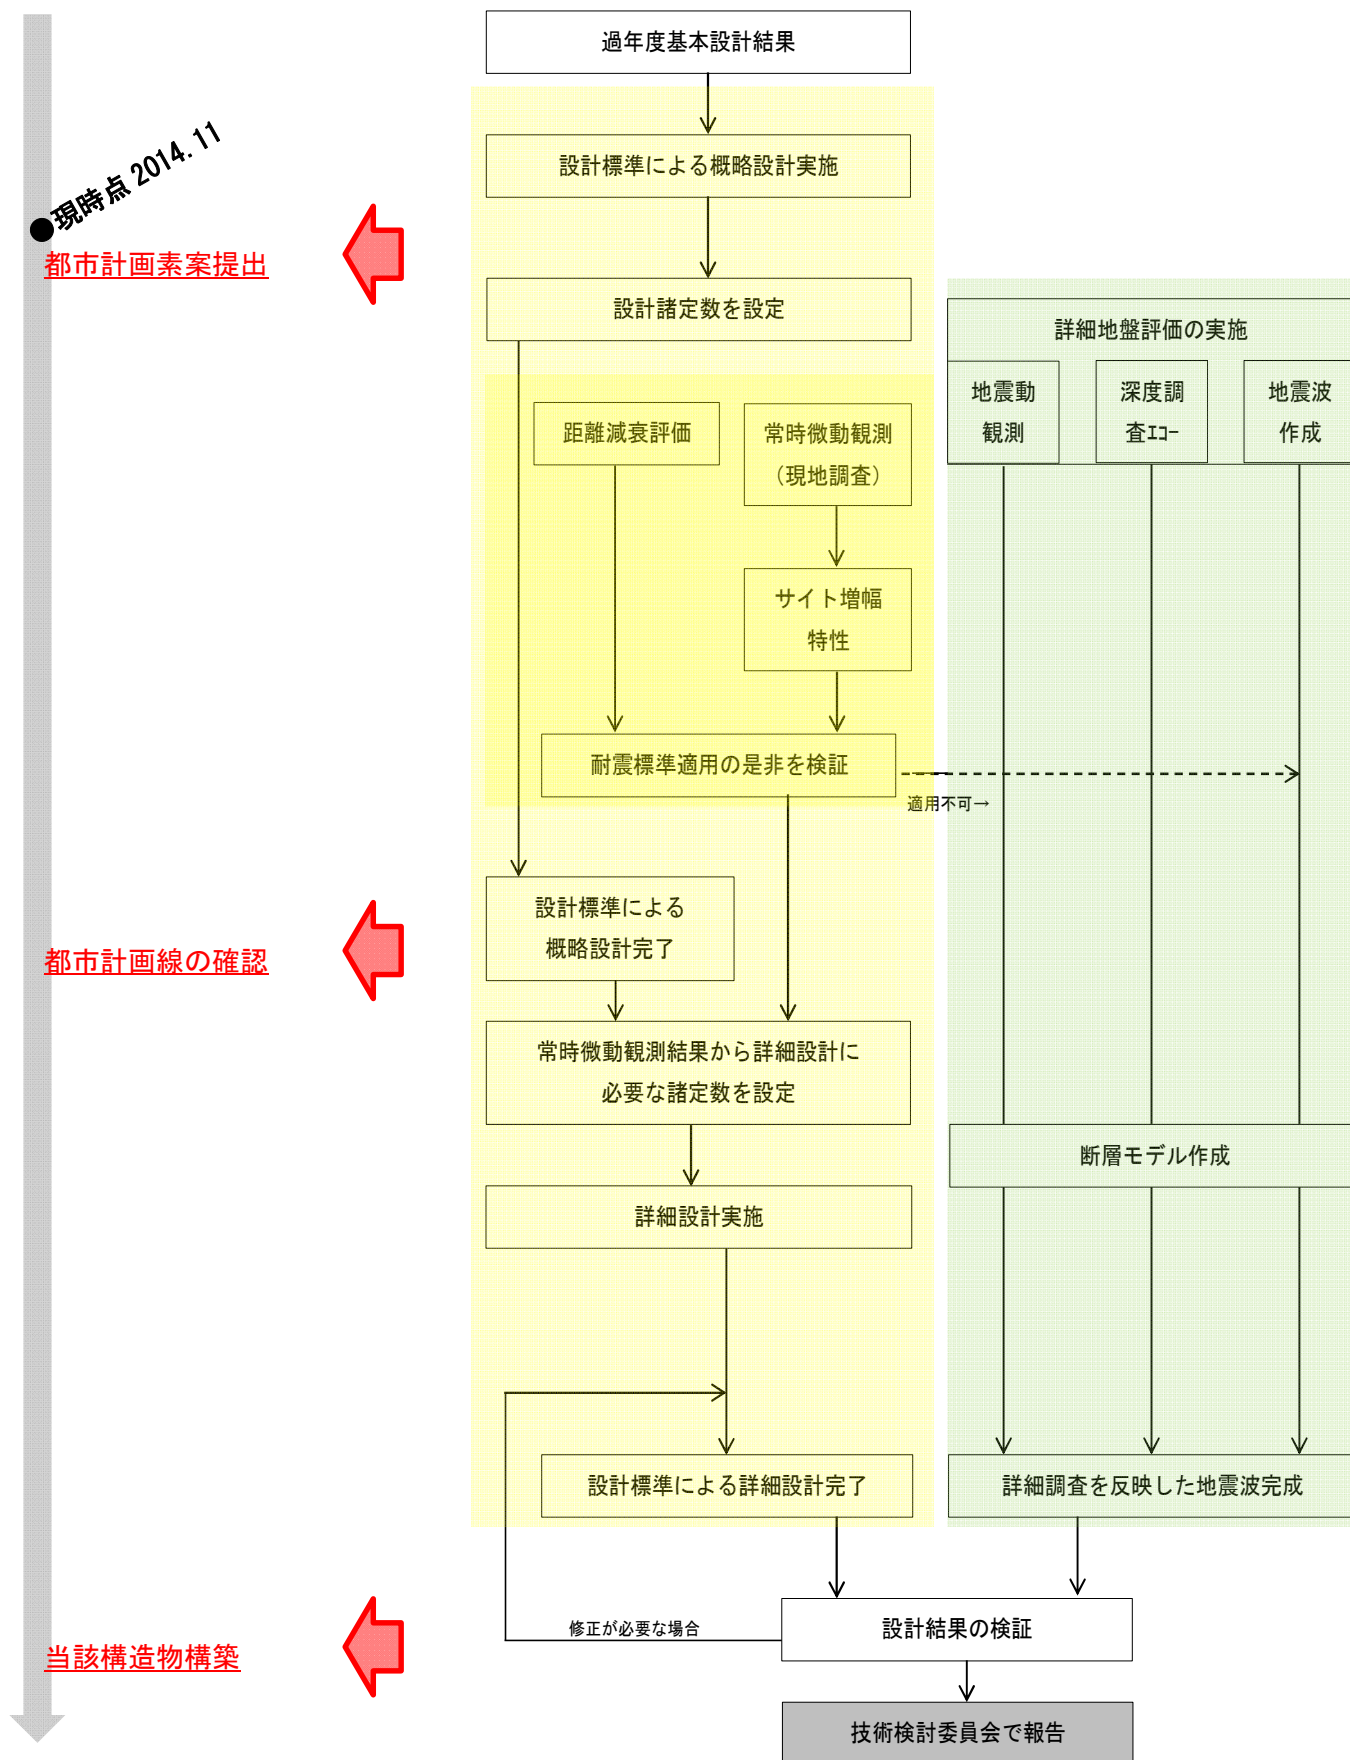 過年度基本設計結果
設計標準による概略設計実施
●現時点 2014.11
都市計画素案提出
設計諸定数を設定
詳細地盤評価の実施
地震動
観測
深度調
査ｴｺｰ
地震波
作成
距離減衰評価
常時微動観測
（現地調査）
サイト増幅
特性
耐震標準適用の是非を検証
適用不可→
設計標準による
概略設計完了
都市計画線の確認
常時微動観測結果から詳細設計に
必要な諸定数を設定
断層モデル作成
詳細設計実施
設計標準による詳細設計完了
詳細調査を反映した地震波完成
修正が必要な場合
設計結果の検証
当該構造物構築
技術検討委員会で報告